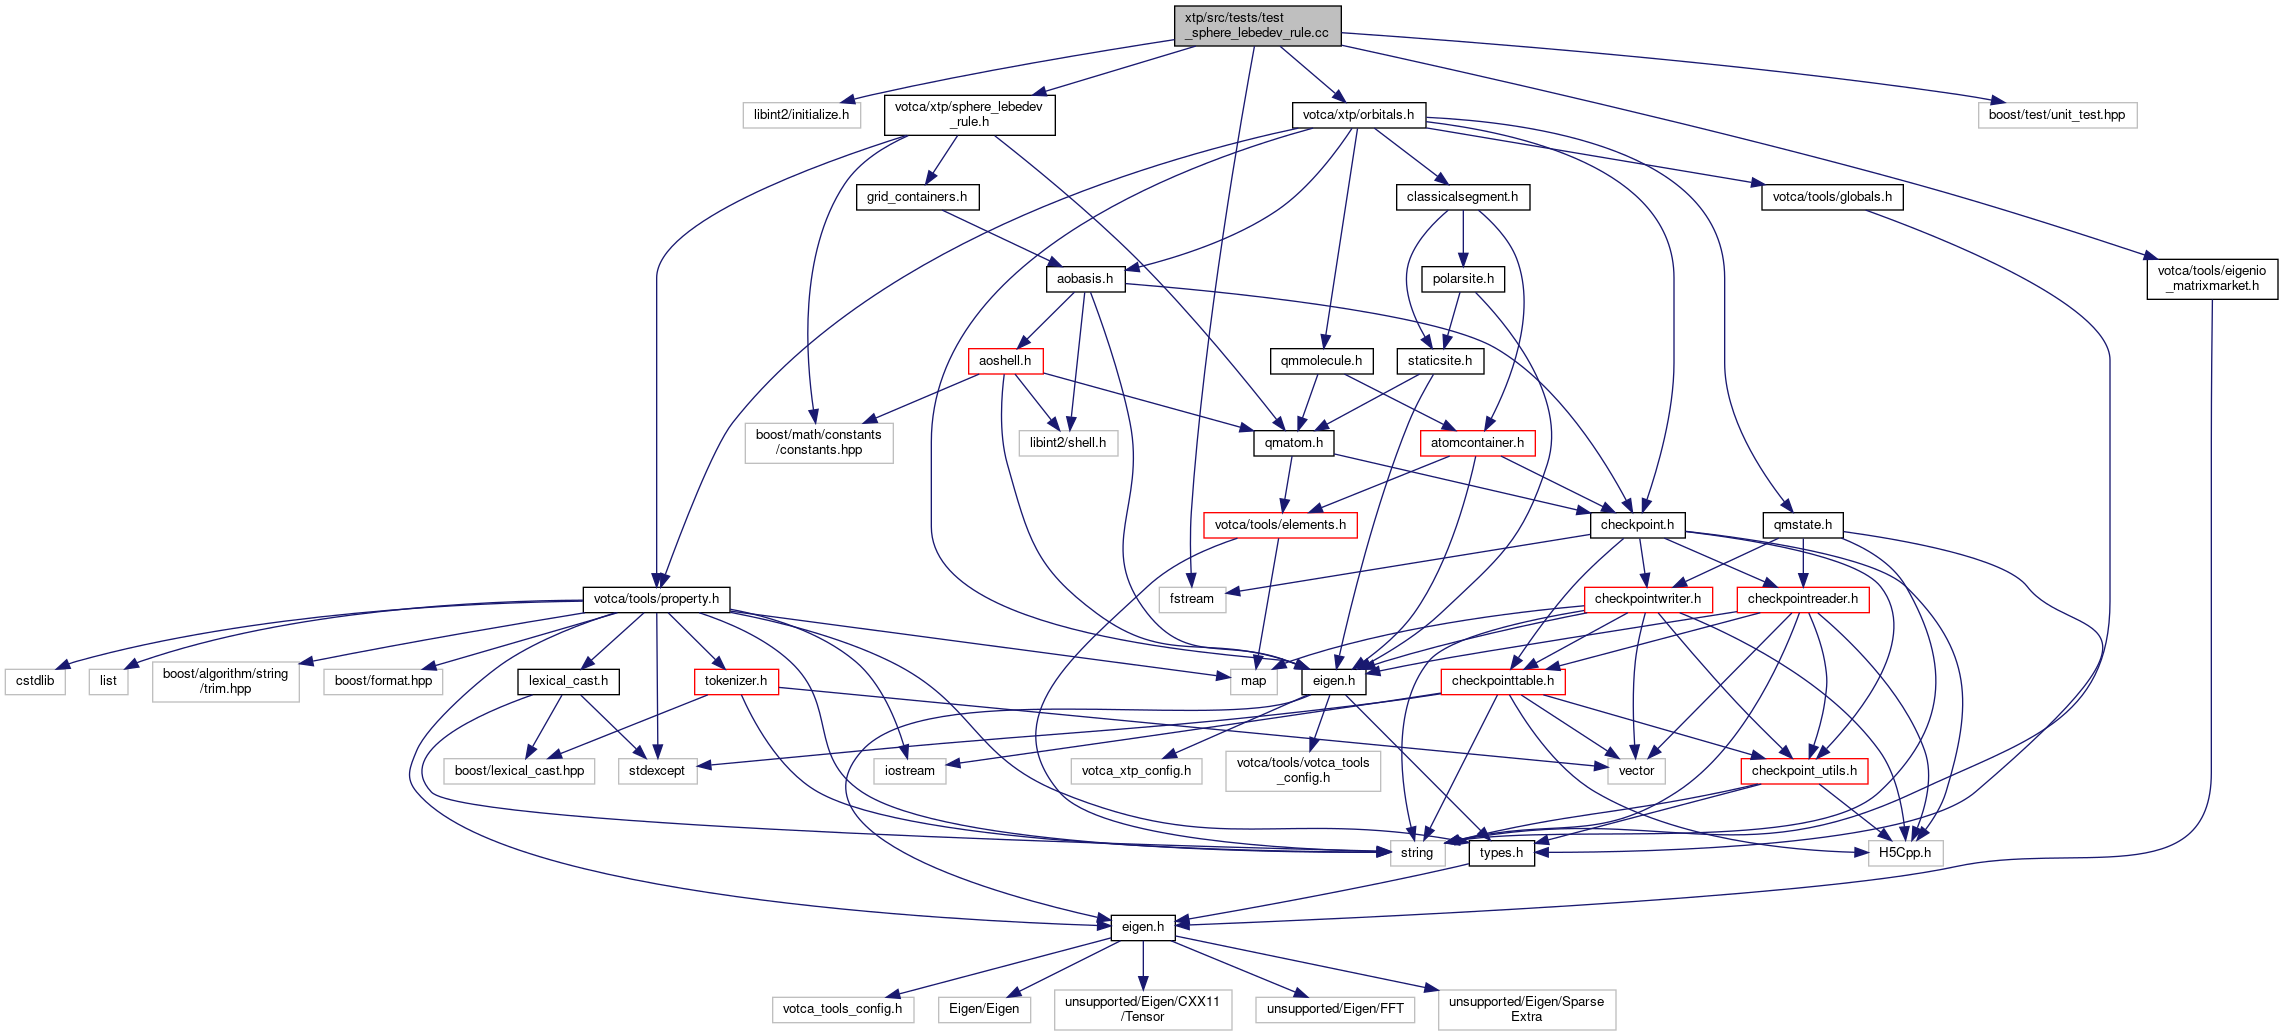 xtp/src/tests/test
_sphere_lebedev_rule.cc
libint2/initialize.h
votca/xtp/sphere_lebedev
_rule.h
votca/xtp/orbitals.h
boost/test/unit_test.hpp
grid_containers.h
classicalsegment.h
votca/tools/globals.h
aobasis.h
polarsite.h
votca/tools/eigenio
_matrixmarket.h
aoshell.h
qmmolecule.h
staticsite.h
boost/math/constants
/constants.hpp
libint2/shell.h
qmatom.h
atomcontainer.h
votca/tools/elements.h
checkpoint.h
qmstate.h
votca/tools/property.h
fstream
checkpointwriter.h
checkpointreader.h
cstdlib
list
boost/algorithm/string
/trim.hpp
boost/format.hpp
lexical_cast.h
tokenizer.h
map
eigen.h
checkpointtable.h
boost/lexical_cast.hpp
stdexcept
iostream
votca_xtp_config.h
votca/tools/votca_tools
_config.h
vector
checkpoint_utils.h
string
types.h
H5Cpp.h
eigen.h
votca_tools_config.h
Eigen/Eigen
unsupported/Eigen/CXX11
/Tensor
unsupported/Eigen/FFT
unsupported/Eigen/Sparse
Extra